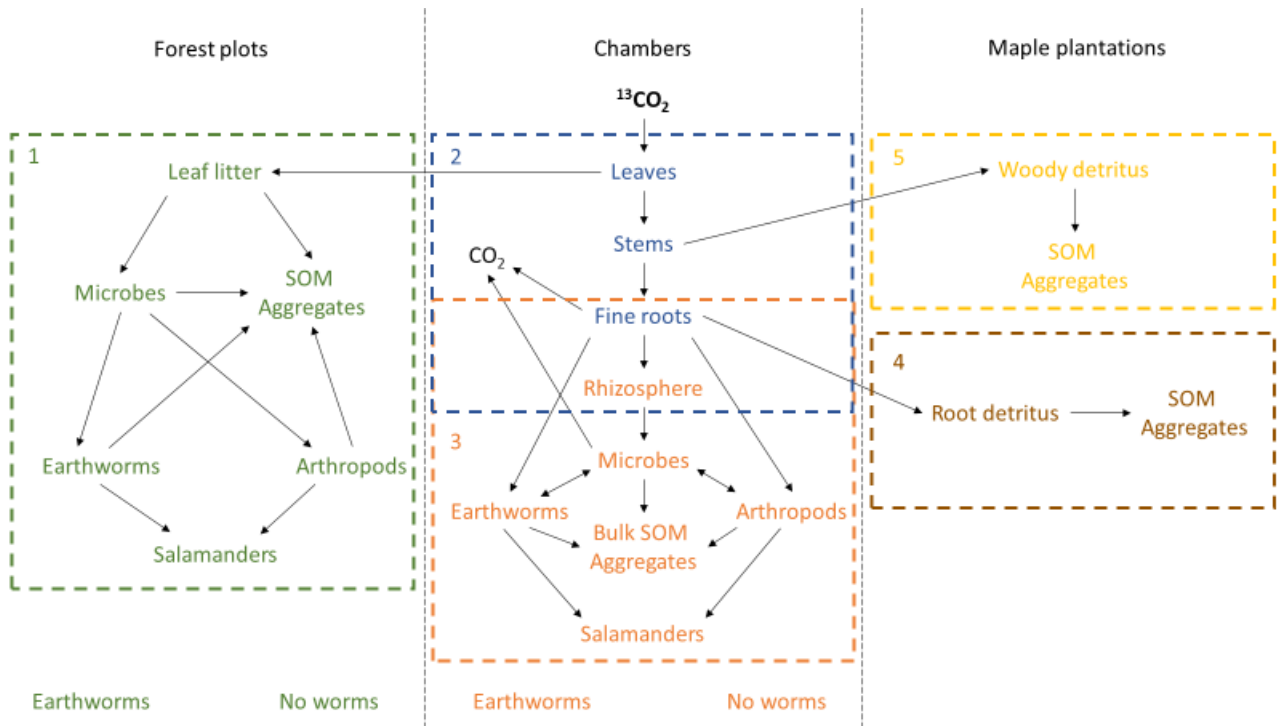 Forest plots
Chambers
Maple plantations
¹³CO₂
1
Leaf litter
Microbes
SOM
Aggregates
Earthworms
Arthropods
Salamanders
Earthworms
No worms
2
Leaves
Stems
CO₂
Fine roots
Rhizosphere
3
Microbes
Earthworms
Arthropods
Bulk SOM
Aggregates
Salamanders
Earthworms
No worms
5
Woody detritus
SOM
Aggregates
4
Root detritus
SOM
Aggregates